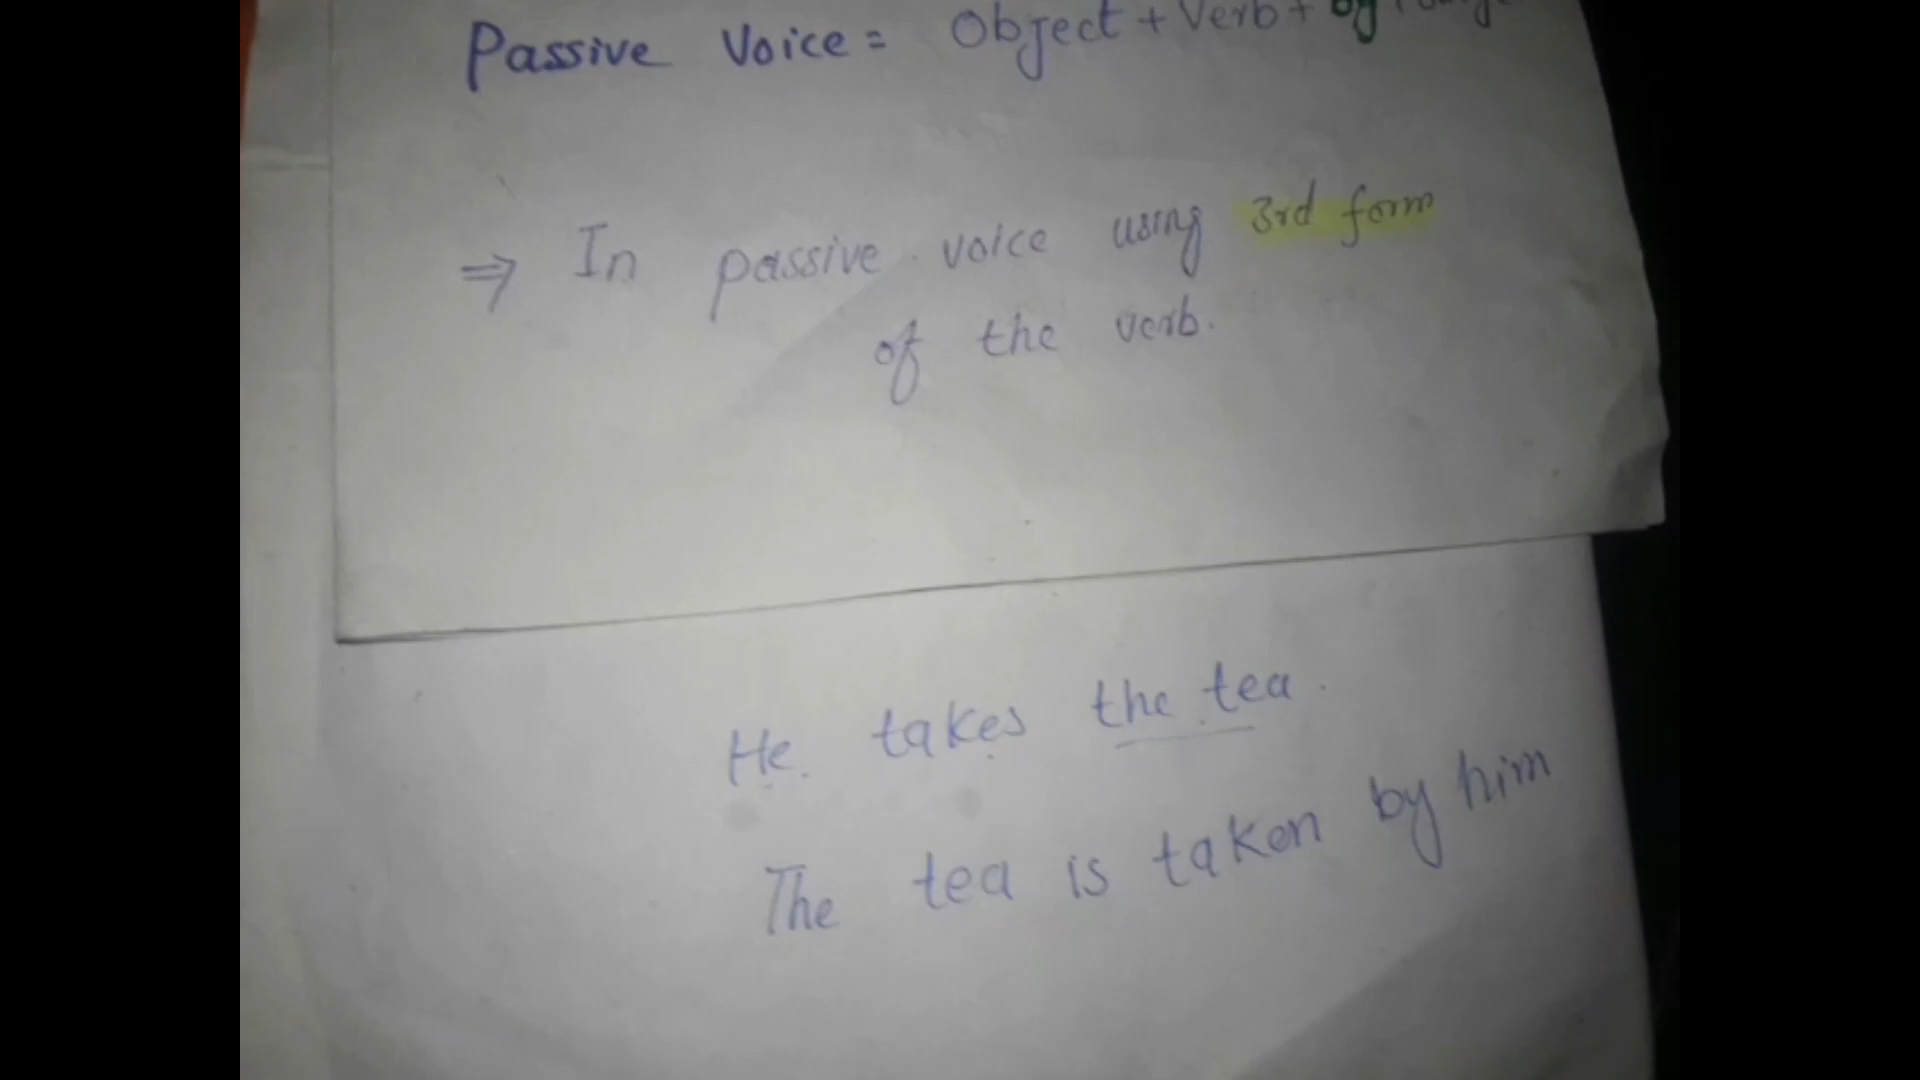 Passive Voice = Object + Verb + by
⇒ In passive voice using 3rd form
of the verb.
He takes the tea.
The tea is taken by him